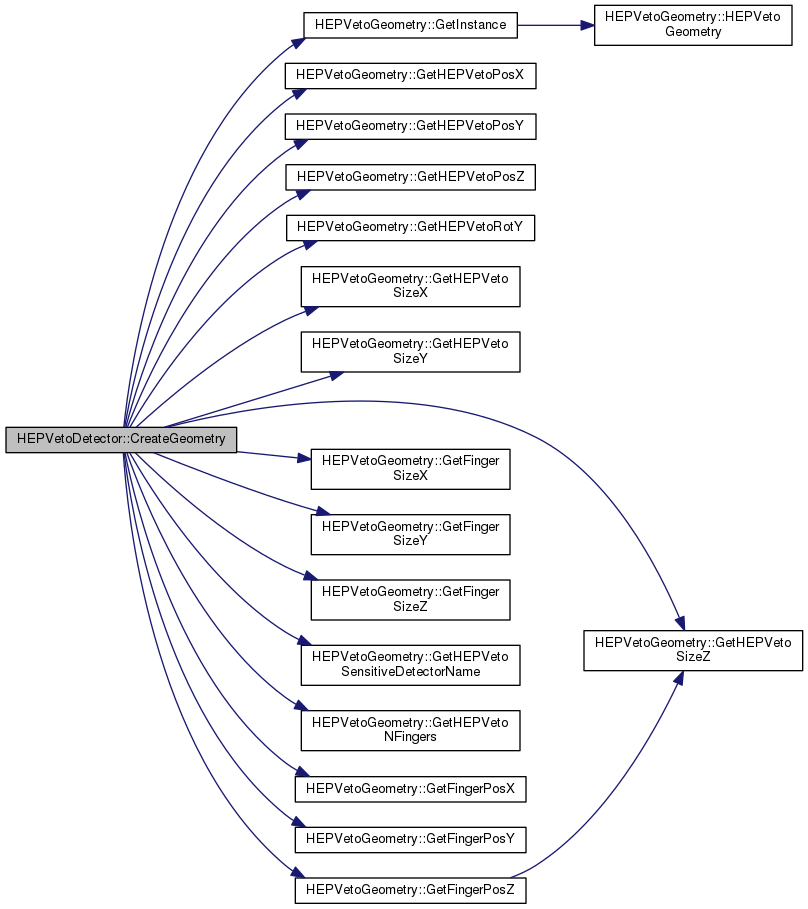 HEPVetoGeometry::GetInstance
HEPVetoGeometry::HEPVeto
Geometry
HEPVetoGeometry::GetHEPVetoPosX
HEPVetoGeometry::GetHEPVetoPosY
HEPVetoGeometry::GetHEPVetoPosZ
HEPVetoGeometry::GetHEPVetoRotY
HEPVetoGeometry::GetHEPVeto
SizeX
HEPVetoGeometry::GetHEPVeto
SizeY
HEPVetoDetector::CreateGeometry
HEPVetoGeometry::GetFinger
SizeX
HEPVetoGeometry::GetFinger
SizeY
HEPVetoGeometry::GetFinger
SizeZ
HEPVetoGeometry::GetHEPVeto
SizeZ
HEPVetoGeometry::GetHEPVeto
SensitiveDetectorName
HEPVetoGeometry::GetHEPVeto
NFingers
HEPVetoGeometry::GetFingerPosX
HEPVetoGeometry::GetFingerPosY
HEPVetoGeometry::GetFingerPosZ